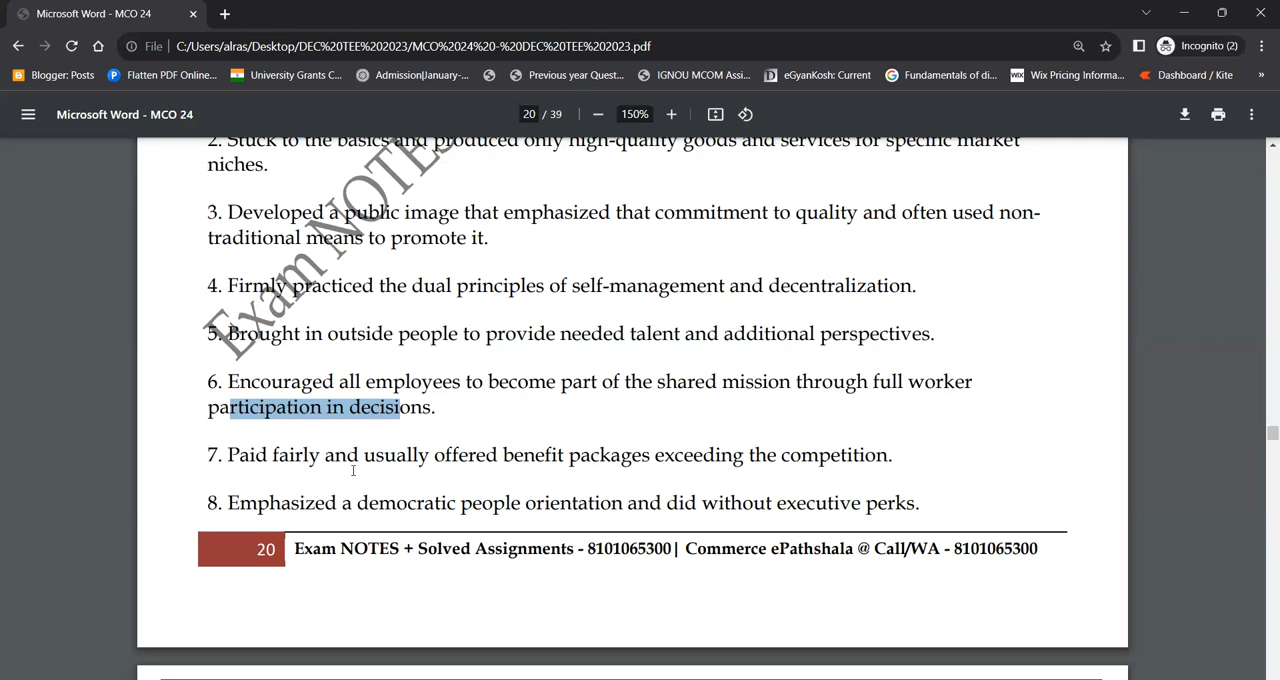 Microsoft Word - MCO 24
Incognito (2)
File C:/Users/alras/Desktop/DEC%20TEE%202023/MCO%2024%20-%20DEC%20TEE%202023.pdf
Blogger: Posts Flatten PDF Online... University Grants C... Admission|January-... Previous year Quest... IGNOU MCOM Assi... eGyanKosh: Current Fundamentals of di... Wix Pricing Informa... Dashboard / Kite »
Microsoft Word - MCO 24 20 / 39 − 150% +
2. Stuck to the basics and produced only high-quality goods and services for specific market
niches.
3. Developed a public image that emphasized that commitment to quality and often used non-
traditional means to promote it.
4. Firmly practiced the dual principles of self-management and decentralization.
5. Brought in outside people to provide needed talent and additional perspectives.
6. Encouraged all employees to become part of the shared mission through full worker
participation in decisions.
7. Paid fairly and usually offered benefit packages exceeding the competition.
8. Emphasized a democratic people orientation and did without executive perks.
Exam NOTES
20 Exam NOTES + Solved Assignments - 8101065300| Commerce ePathshala @ Call/WA - 8101065300